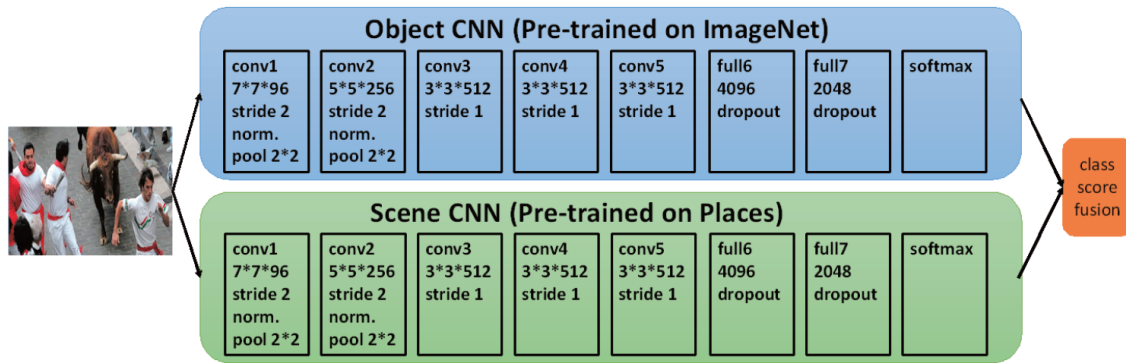 Object CNN (Pre-trained on ImageNet)
conv1
7*7*96
stride 2
norm.
pool 2*2
conv2
5*5*256
stride 2
norm.
pool 2*2
conv3
3*3*512
stride 1
conv4
3*3*512
stride 1
conv5
3*3*512
stride 1
full6
4096
dropout
full7
2048
dropout
softmax
Scene CNN (Pre-trained on Places)
conv1
7*7*96
stride 2
norm.
pool 2*2
conv2
5*5*256
stride 2
norm.
pool 2*2
conv3
3*3*512
stride 1
conv4
3*3*512
stride 1
conv5
3*3*512
stride 1
full6
4096
dropout
full7
2048
dropout
softmax
class
score
fusion